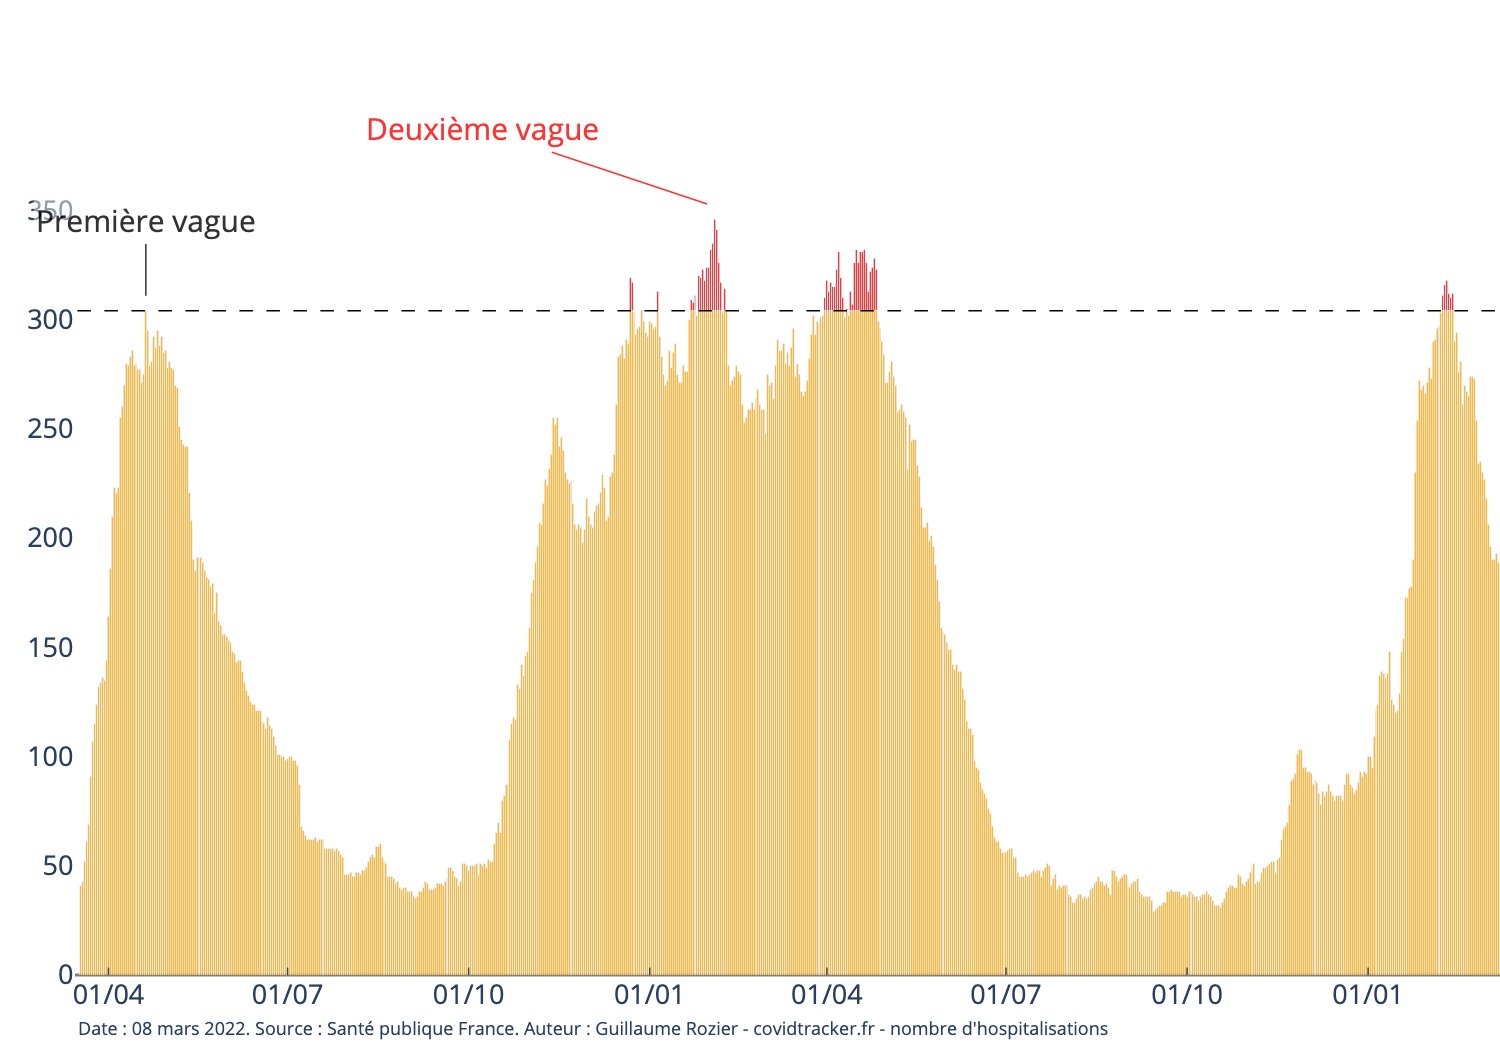 Deuxième vague
350
Première vague
300
250
200
150
100
50
0
01/04 01/07 01/10 01/01 01/04 01/07 01/10 01/01
Date : 08 mars 2022. Source : Santé publique France. Auteur : Guillaume Rozier - covidtracker.fr - nombre d'hospitalisations